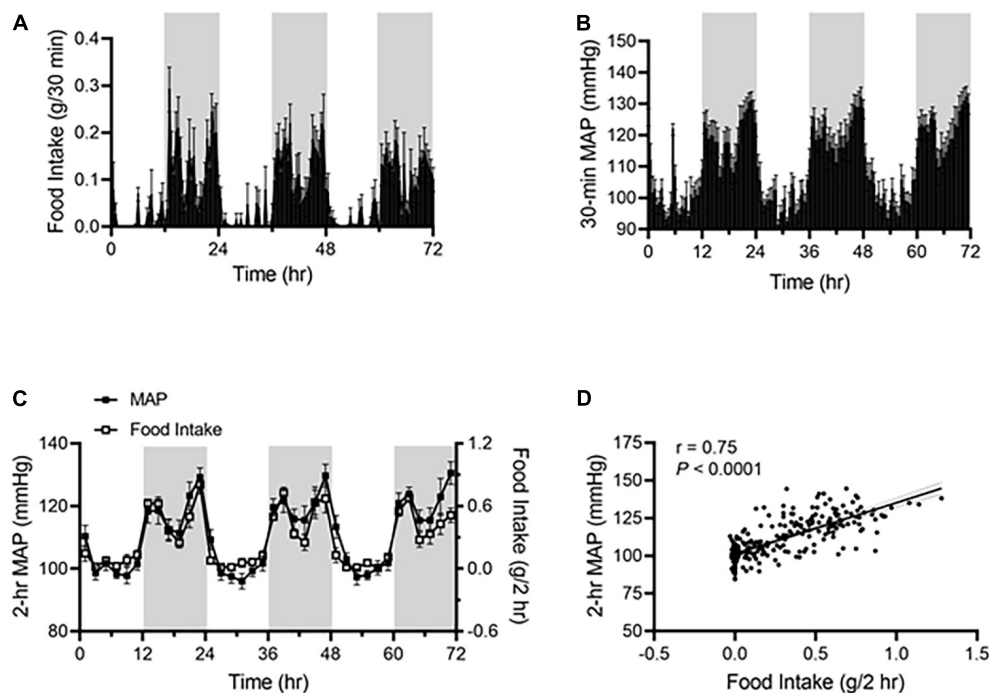 A
Food Intake (g/30 min)
0.4
0.3
0.2
0.1
0.0
0 24 48 72
Time (hr)
B
30-min MAP (mmHg)
150
140
130
120
110
100
90
0 12 24 36 48 60 72
Time (hr)
C
MAP
Food Intake
2-hr MAP (mmHg)
140
120
100
80
1.2
0.6
0.0
-0.6
Food Intake
(g/2 hr)
0 12 24 36 48 60 72
Time (hr)
D
r = 0.75
P < 0.0001
2-hr MAP (mmHg)
175
150
125
100
75
50
-0.5 0.0 0.5 1.0 1.5
Food Intake (g/2 hr)